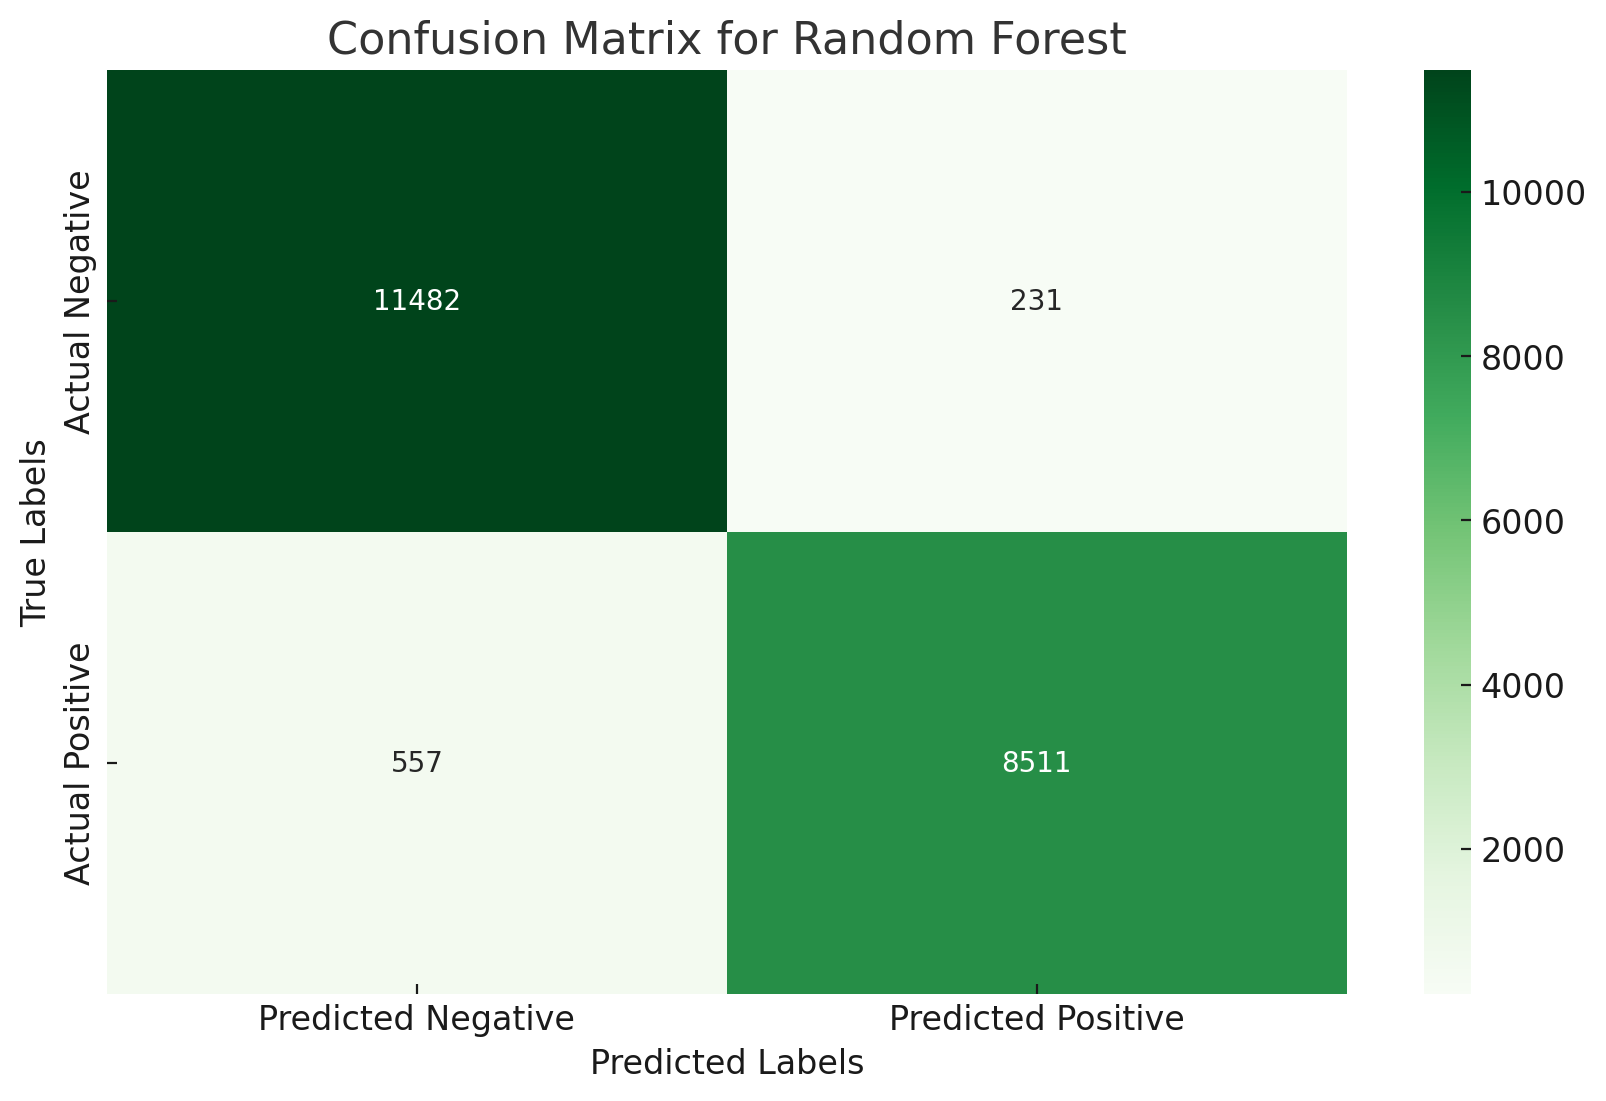 Confusion Matrix for Random Forest
True Labels
Actual Negative
11482
231
Actual Positive
557
8511
Predicted Negative
Predicted Positive
Predicted Labels
10000
8000
6000
4000
2000